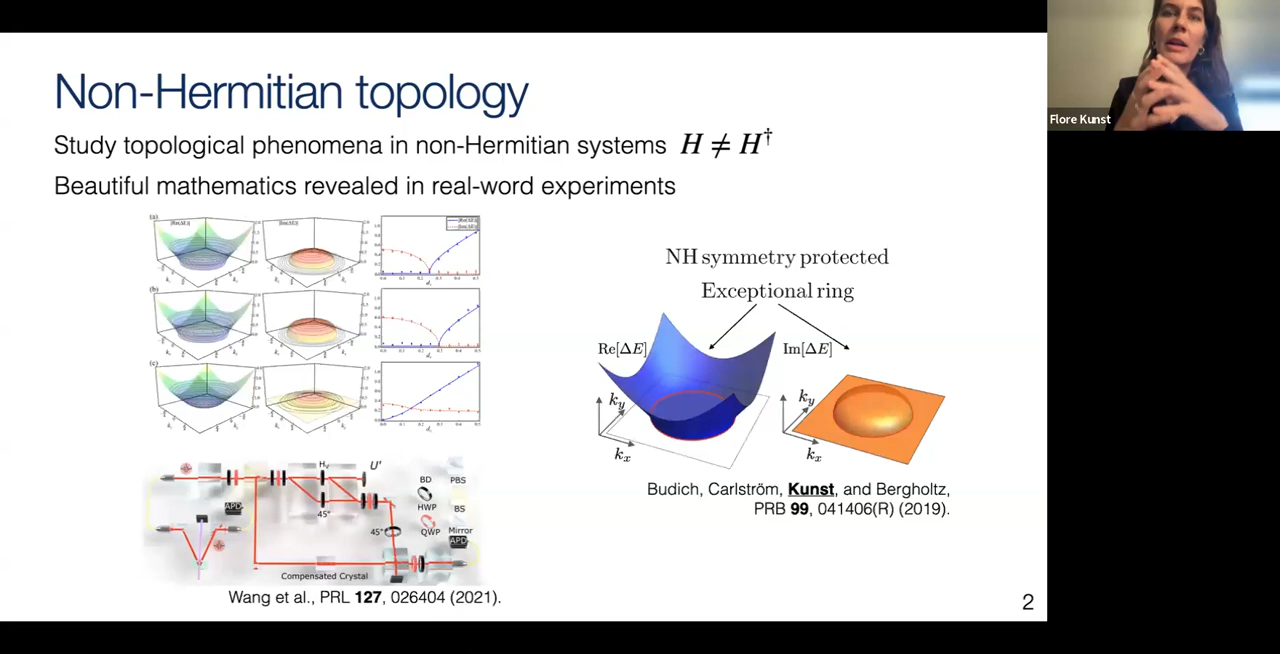 Non-Hermitian topology
Study topological phenomena in non-Hermitian systems H ≠ H†
Beautiful mathematics revealed in real-word experiments
(a)
(b)
(c)
NH symmetry protected
Exceptional ring
Re[ΔE]
Im[ΔE]
k_y
k_x
k_y
k_x
Budich, Carlström, Kunst, and Bergholtz,
PRB 99, 041406(R) (2019).
U'
BD
PBS
APD
HWP
BS
45°
45°
QWP
Mirror
APD
Compensated Crystal
Wang et al., PRL 127, 026404 (2021).
2
Flore Kunst